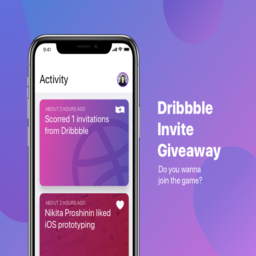 9:41
Activity
ABOUT 2 HOURS AGO
Scorred 1 invitations
from Dribbble
ABOUT 2 HOURS AGO
Nikita Proshinin liked
iOS prototyping
Dribbble
Invite
Giveaway
Do you wanna
join the game?